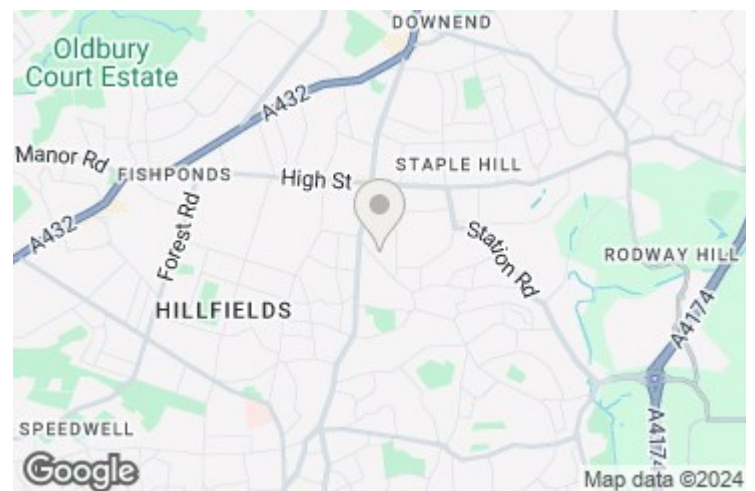 DOWNEND
Oldbury
Court Estate
A432
Manor Rd
FISHPONDS
High St
STAPLE HILL
Forest Rd
A432
Station Rd
RODWAY HILL
HILLFIELDS
A4174
SPEEDWELL
A4174
Google
Map data ©2024